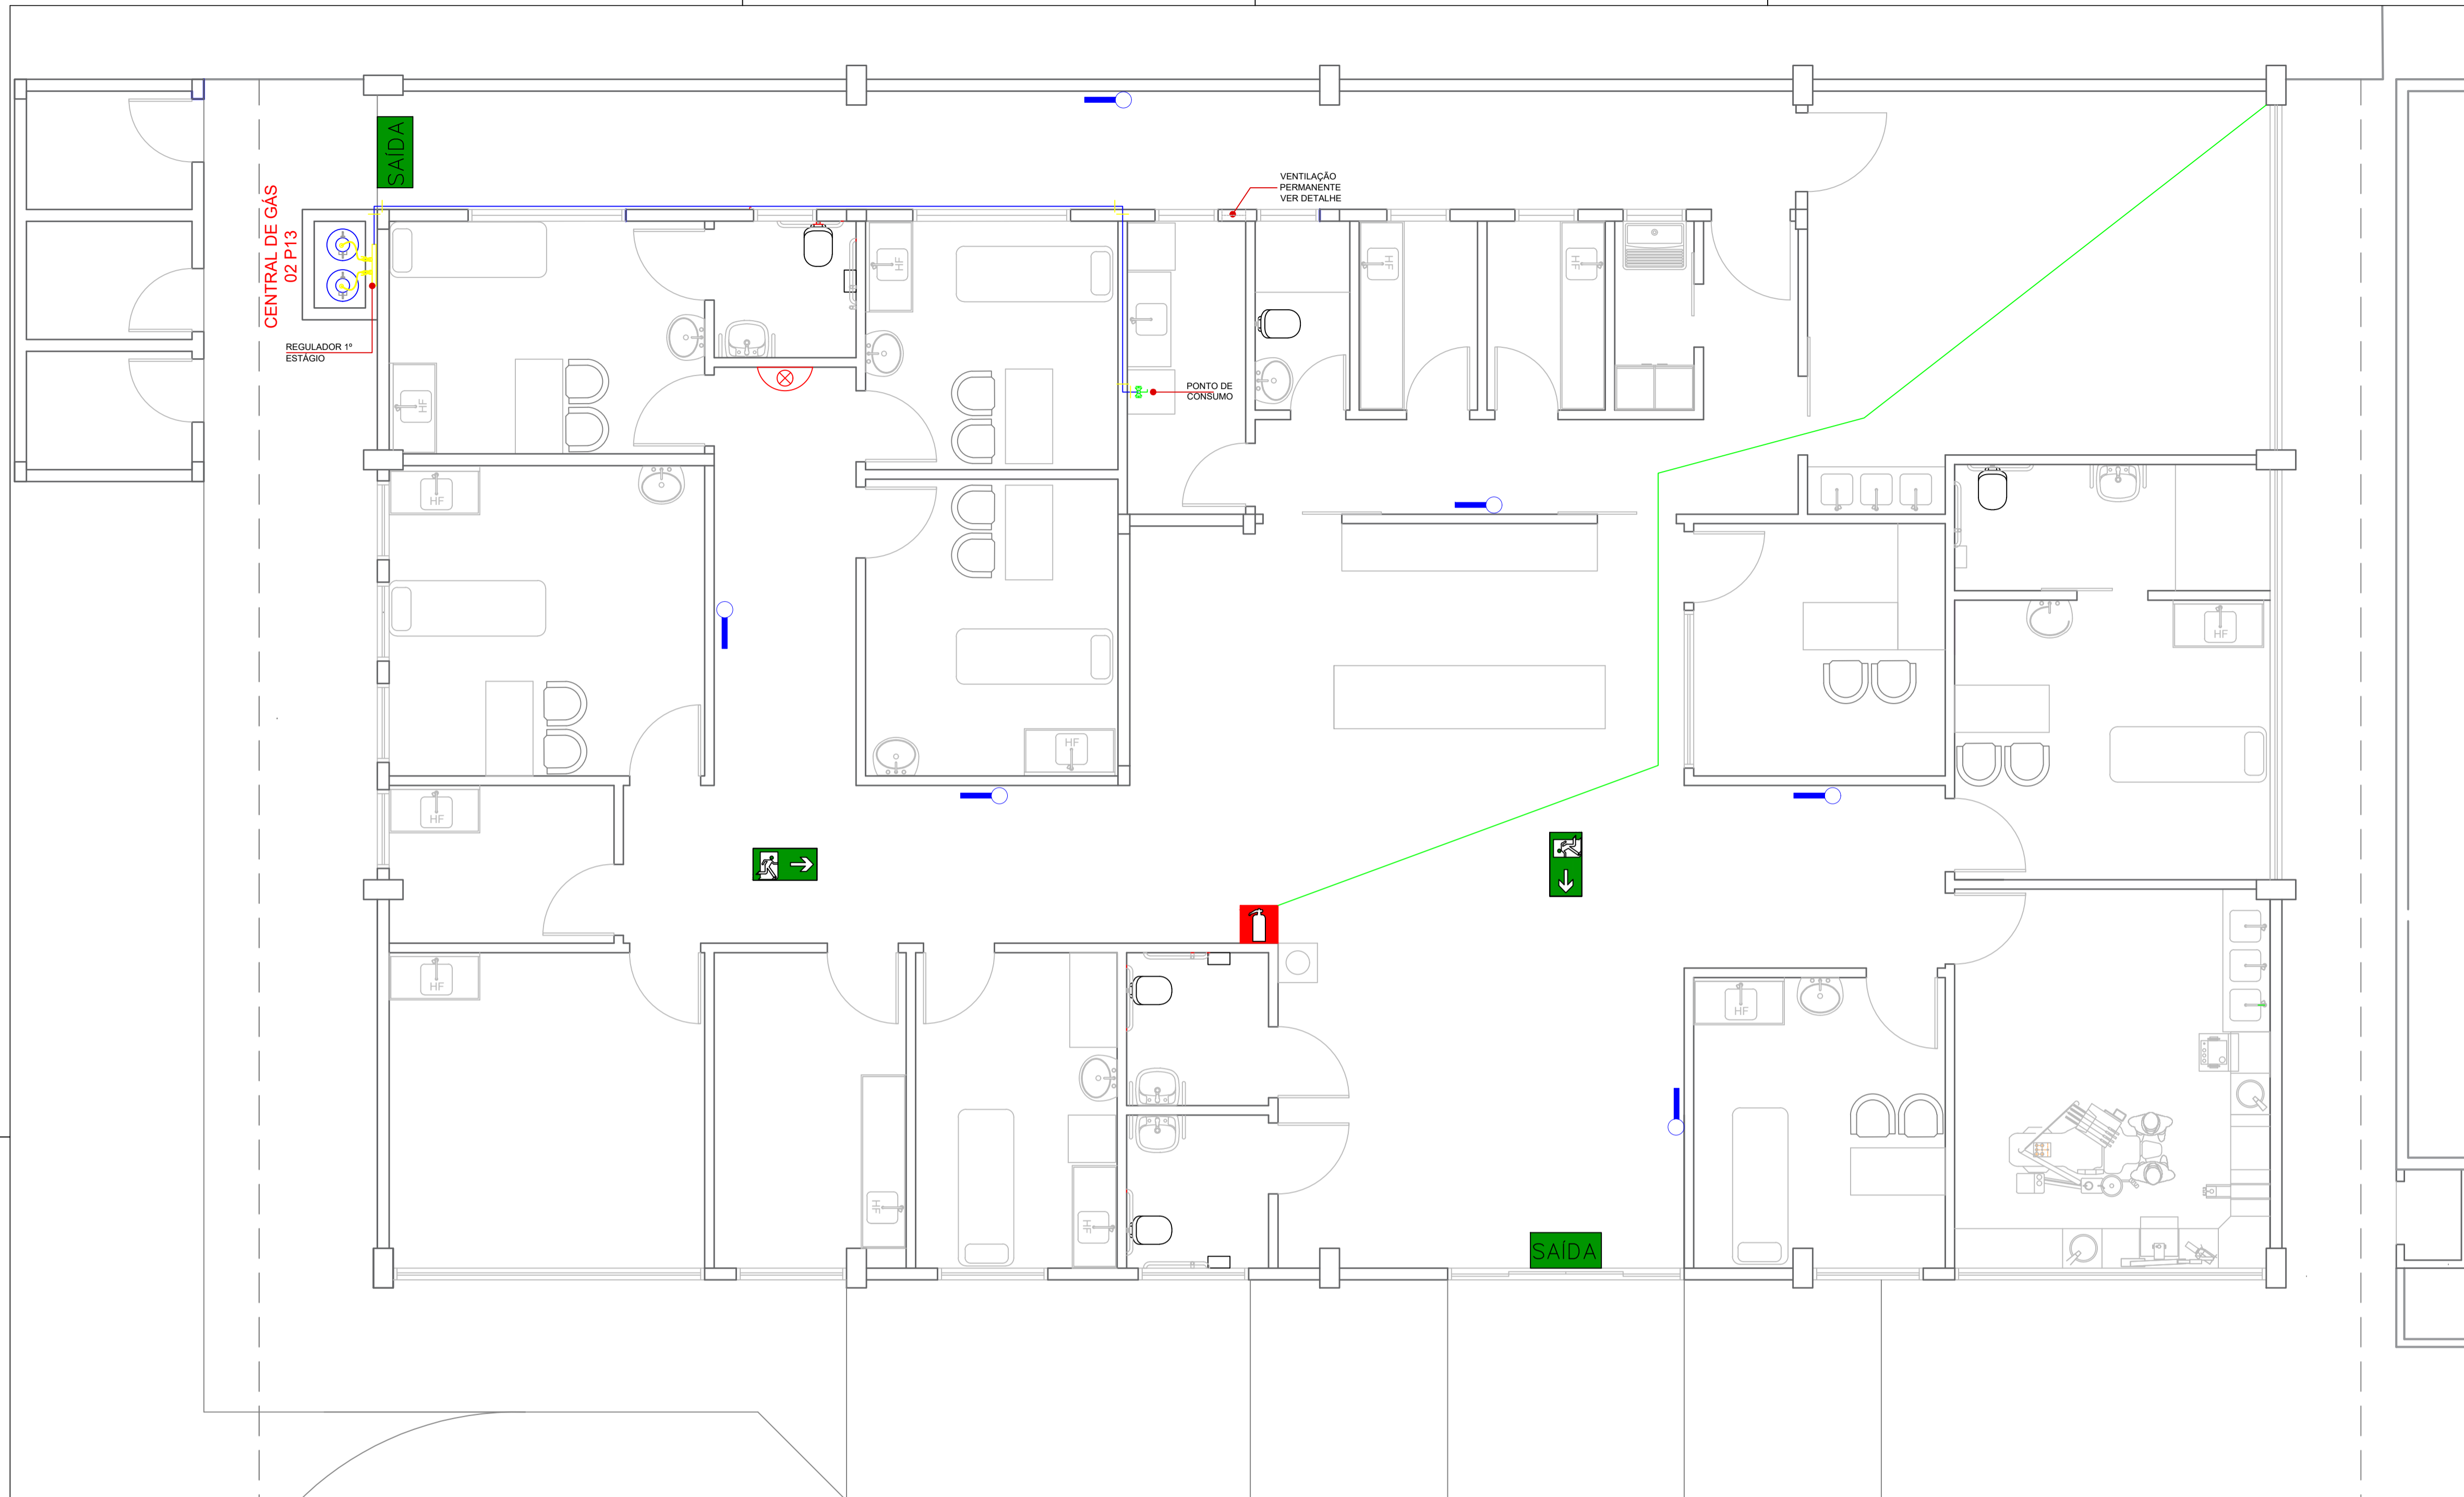 SAÍDA
VENTILAÇÃO
PERMANENTE
VER DETALHE
CENTRAL DE GÁS
02 P13
REGULADOR 1º
ESTÁGIO
HF
HF
HF
HF
PONTO DE
CONSUMO
HF
HF
HF
HF
HF
HF
HF
HF
HF
SAÍDA